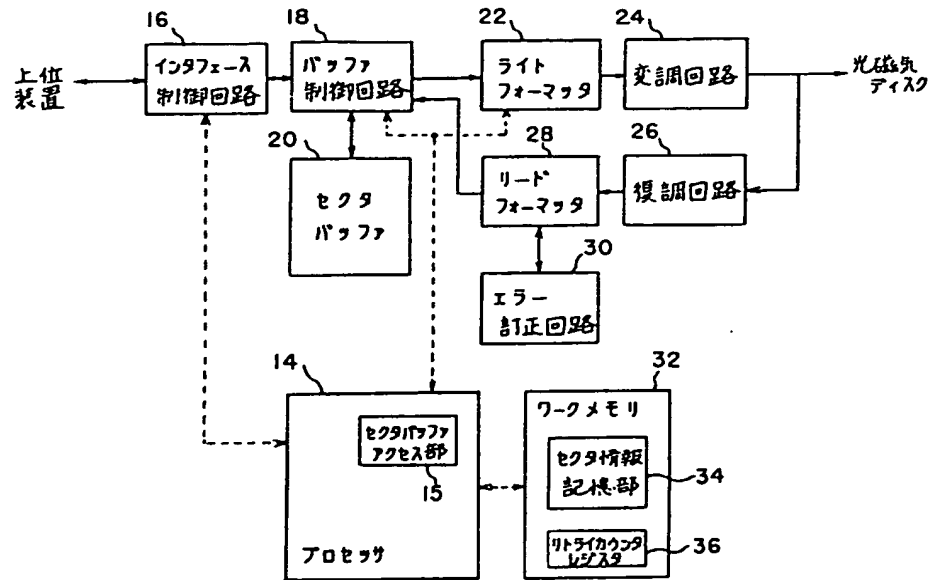 16
18
22
24
上位
装置
インタフェース
制御回路
バッファ
制御回路
ライト
フォーマッタ
変調回路
光磁気
ディスク
20
28
26
セクタ
バッファ
リード
フォーマッタ
復調回路
30
エラー
訂正回路
14
32
セクタバッファ
アクセス部
15
プロセッサ
ワークメモリ
セクタ情報
記憶部
34
リトライカウンタ
レジスタ
36